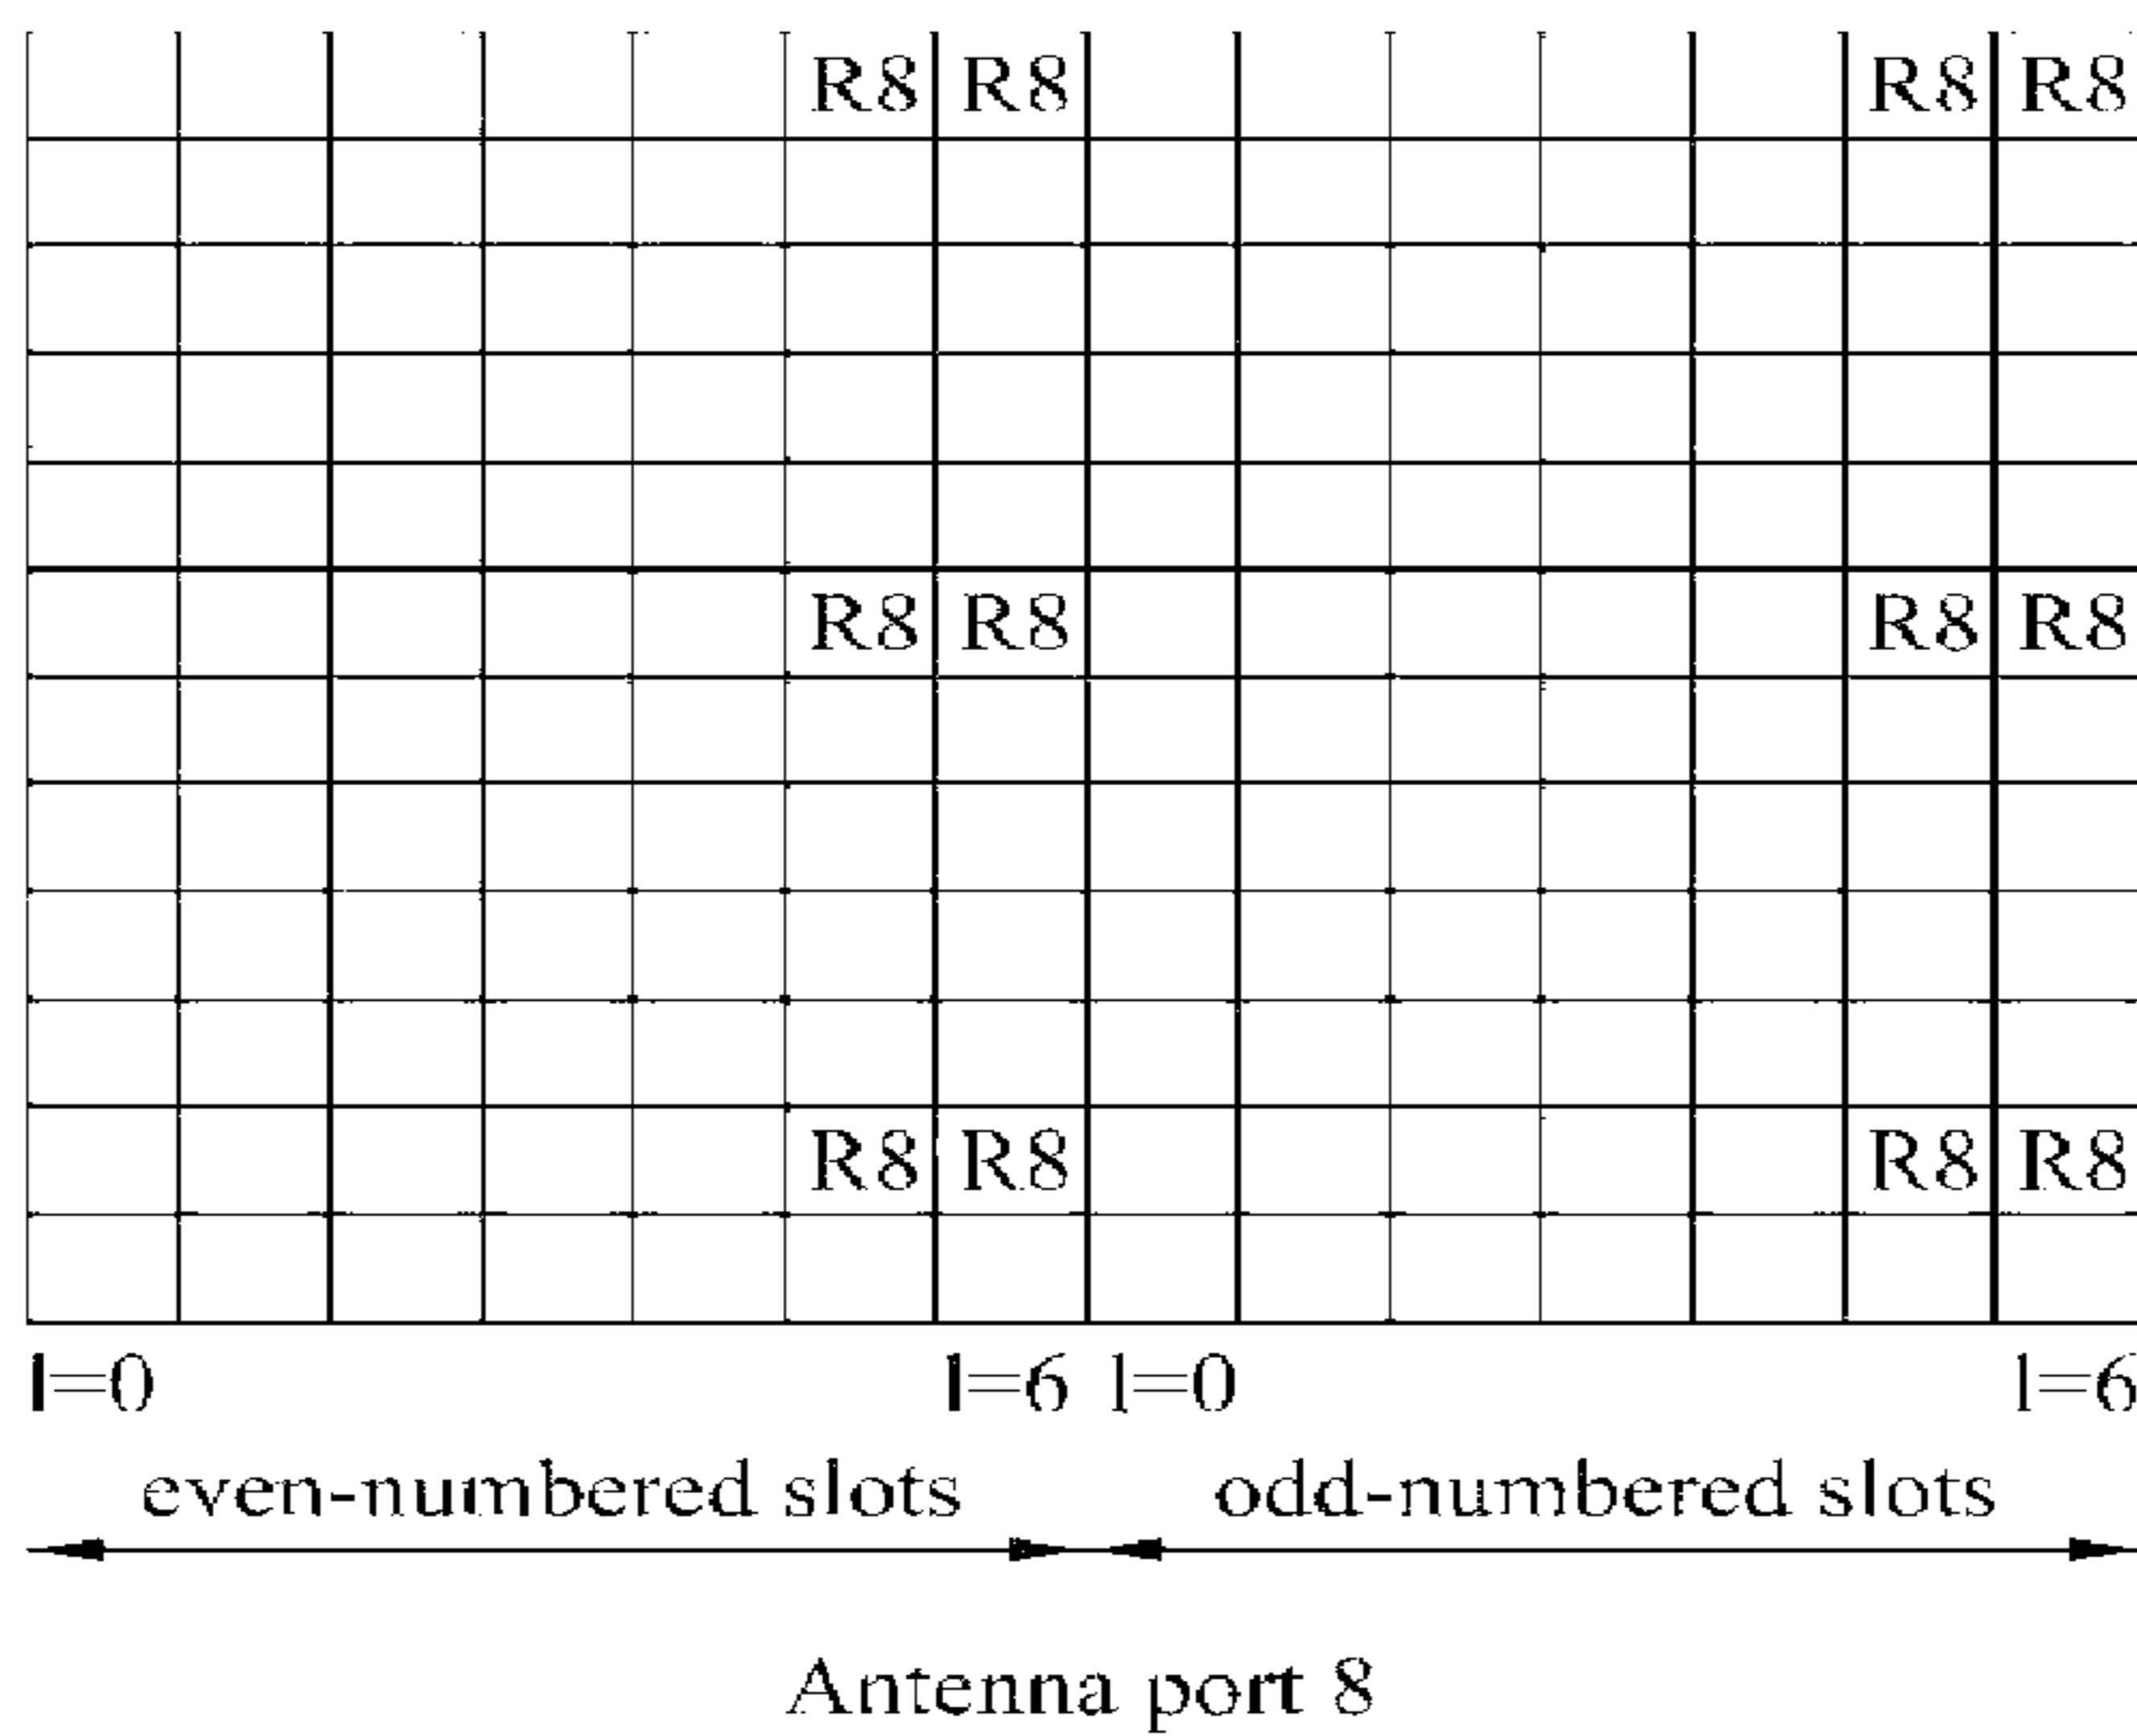 R8 R8 R8 R8
R8 R8 R8 R8
R8 R8 R8 R8
l=0 l=6 l=0 l=6
even-numbered slots odd-numbered slots
Antenna port 8